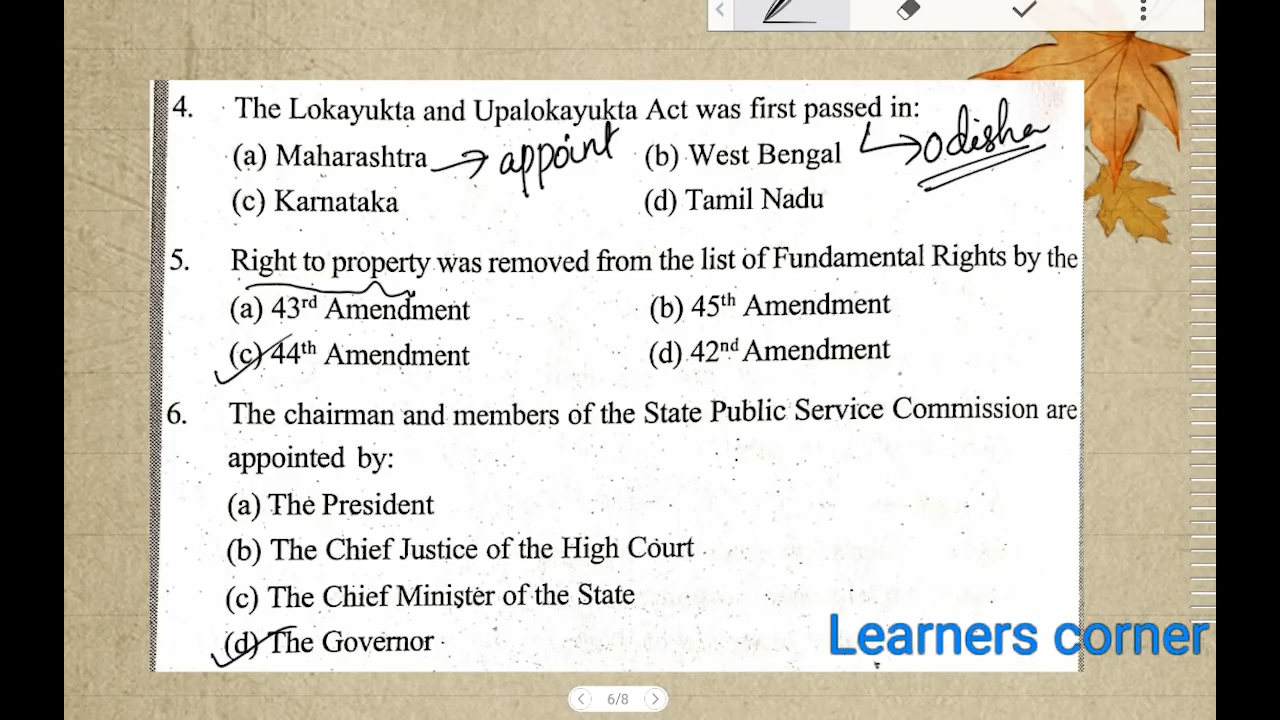 4. The Lokayukta and Upalokayukta Act was first passed in:
(a) Maharashtra → appoint (b) West Bengal → Odisha
(c) Karnataka (d) Tamil Nadu
5. Right to property was removed from the list of Fundamental Rights by the
(a) 43rd Amendment (b) 45th Amendment
(c) 44th Amendment (d) 42nd Amendment
6. The chairman and members of the State Public Service Commission are
appointed by:
(a) The President
(b) The Chief Justice of the High Court
(c) The Chief Minister of the State
(d) The Governor
Learners corner
6/8